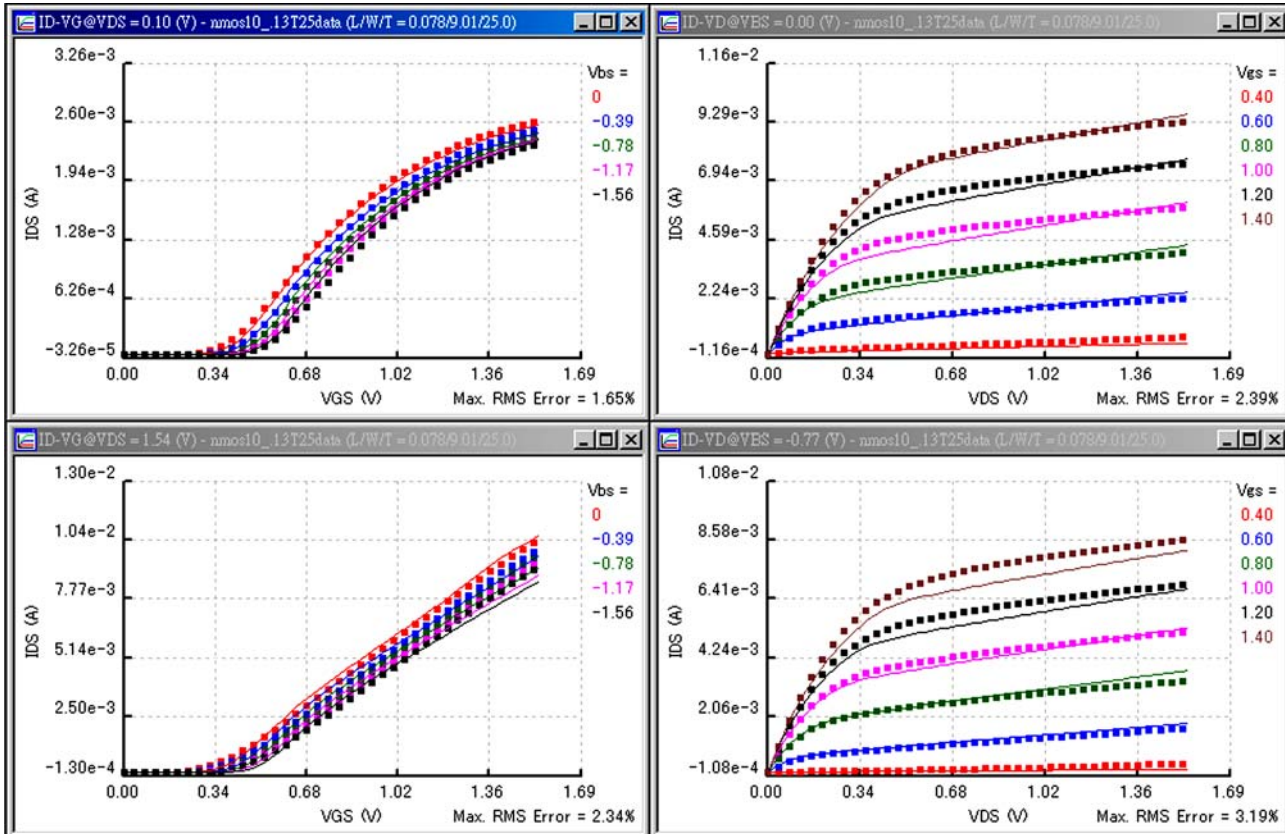 ID-VG@VDS = 0.10 (V) - nmos10_.13T25data (L/W/T = 0.078/9.01/25.0)
3.26e-3
2.60e-3
1.94e-3
1.28e-3
6.26e-4
-3.26e-5
IDS (A)
0.00 0.34 0.68 1.02 1.36 1.69
VGS (V) Max. RMS Error = 1.65%
Vbs =
0
-0.39
-0.78
-1.17
-1.56
ID-VD@VBS = 0.00 (V) - nmos10_.13T25data (L/W/T = 0.078/9.01/25.0)
1.16e-2
9.29e-3
6.94e-3
4.59e-3
2.24e-3
-1.16e-4
IDS (A)
0.00 0.34 0.68 1.02 1.36 1.69
VDS (V) Max. RMS Error = 2.39%
Vgs =
0.40
0.60
0.80
1.00
1.20
1.40
ID-VG@VDS = 1.54 (V) - nmos10_.13T25data (L/W/T = 0.078/9.01/25.0)
1.30e-2
1.04e-2
7.77e-3
5.14e-3
2.50e-3
-1.30e-4
IDS (A)
0.00 0.34 0.68 1.02 1.36 1.69
VGS (V) Max. RMS Error = 2.34%
Vbs =
0
-0.39
-0.78
-1.17
-1.56
ID-VD@VBS = -0.77 (V) - nmos10_.13T25data (L/W/T = 0.078/9.01/25.0)
1.08e-2
8.58e-3
6.41e-3
4.24e-3
2.06e-3
-1.08e-4
IDS (A)
0.00 0.34 0.68 1.02 1.36 1.69
VDS (V) Max. RMS Error = 3.19%
Vgs =
0.40
0.60
0.80
1.00
1.20
1.40